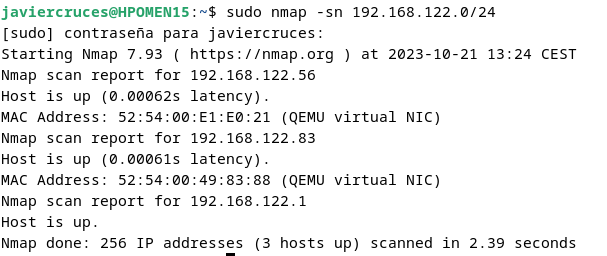 javiercruces@HPOMEN15:~$ sudo nmap -sn 192.168.122.0/24
[sudo] contraseña para javiercruces:
Starting Nmap 7.93 ( https://nmap.org ) at 2023-10-21 13:24 CEST
Nmap scan report for 192.168.122.56
Host is up (0.00062s latency).
MAC Address: 52:54:00:E1:E0:21 (QEMU virtual NIC)
Nmap scan report for 192.168.122.83
Host is up (0.00061s latency).
MAC Address: 52:54:00:49:83:88 (QEMU virtual NIC)
Nmap scan report for 192.168.122.1
Host is up.
Nmap done: 256 IP addresses (3 hosts up) scanned in 2.39 seconds